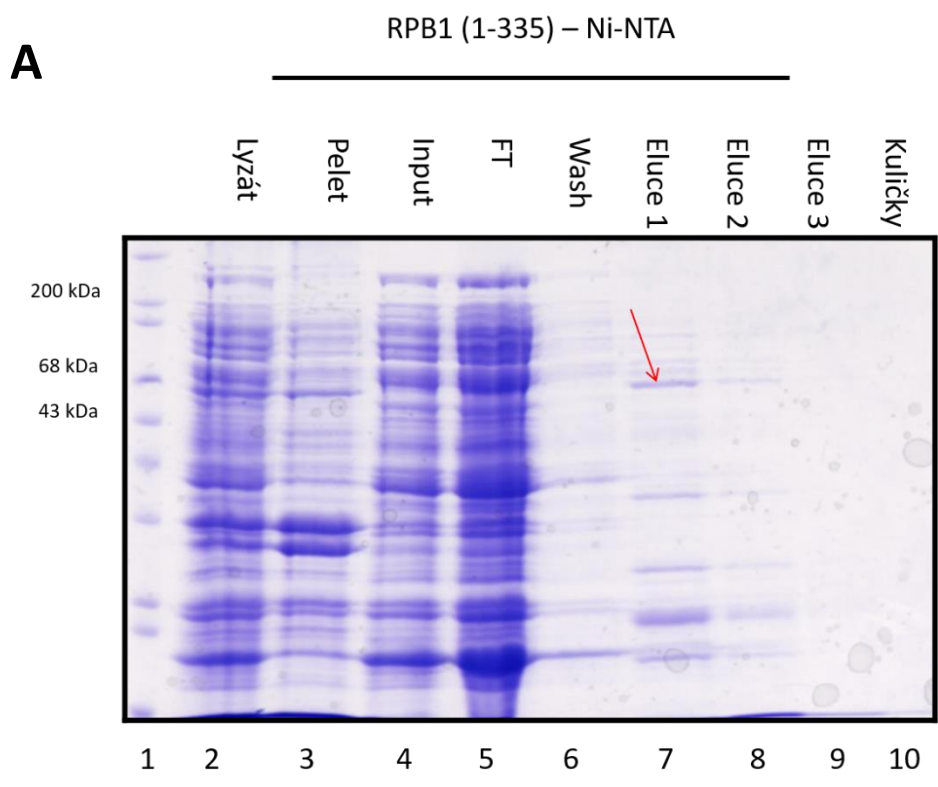 RPB1 (1-335) – Ni-NTA
A
Lyzát
Pelet
Input
FT
Wash
Eluce 1
Eluce 2
Eluce 3
Kuličky
200 kDa
68 kDa
43 kDa
1 2 3 4 5 6 7 8 9 10